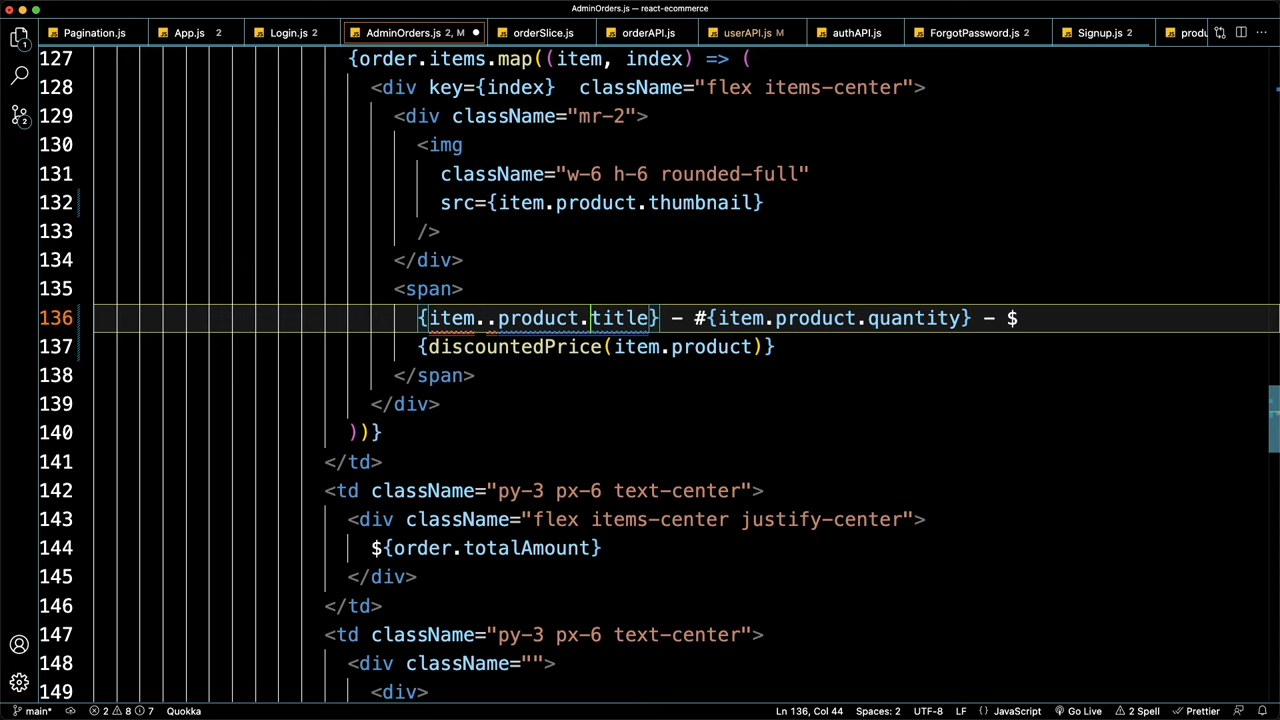 AdminOrders.js — react-ecommerce
Pagination.js App.js 2 Login.js 2 AdminOrders.js 2, M orderSlice.js orderAPI.js userAPI.js M authAPI.js ForgotPassword.js 2 Signup.js 2
127 {order.items.map((item, index) => (
128 <div key={index}  className="flex items-center">
129 <div className="mr-2">
130 <img
131 className="w-6 h-6 rounded-full"
132 src={item.product.thumbnail}
133 />
134 </div>
135 <span>
136 {item..product.title} - #{item.product.quantity} - $
137 {discountedPrice(item.product)}
138 </span>
139 </div>
140 ))}
141 </td>
142 <td className="py-3 px-6 text-center">
143 <div className="flex items-center justify-center">
144 ${order.totalAmount}
145 </div>
146 </td>
147 <td className="py-3 px-6 text-center">
148 <div className="">
149 <div>
main* 2 8 7 Quokka Ln 136, Col 44 Spaces: 2 UTF-8 LF {} JavaScript Go Live 2 Spell Prettier